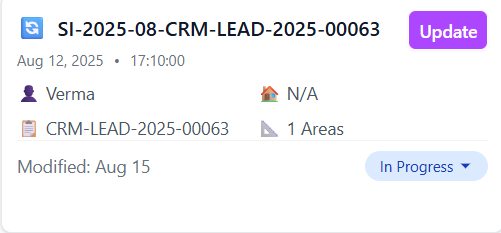 SI-2025-08-CRM-LEAD-2025-00063 Update
Aug 12, 2025 • 17:10:00
Verma N/A
CRM-LEAD-2025-00063 1 Areas
Modified: Aug 15 In Progress